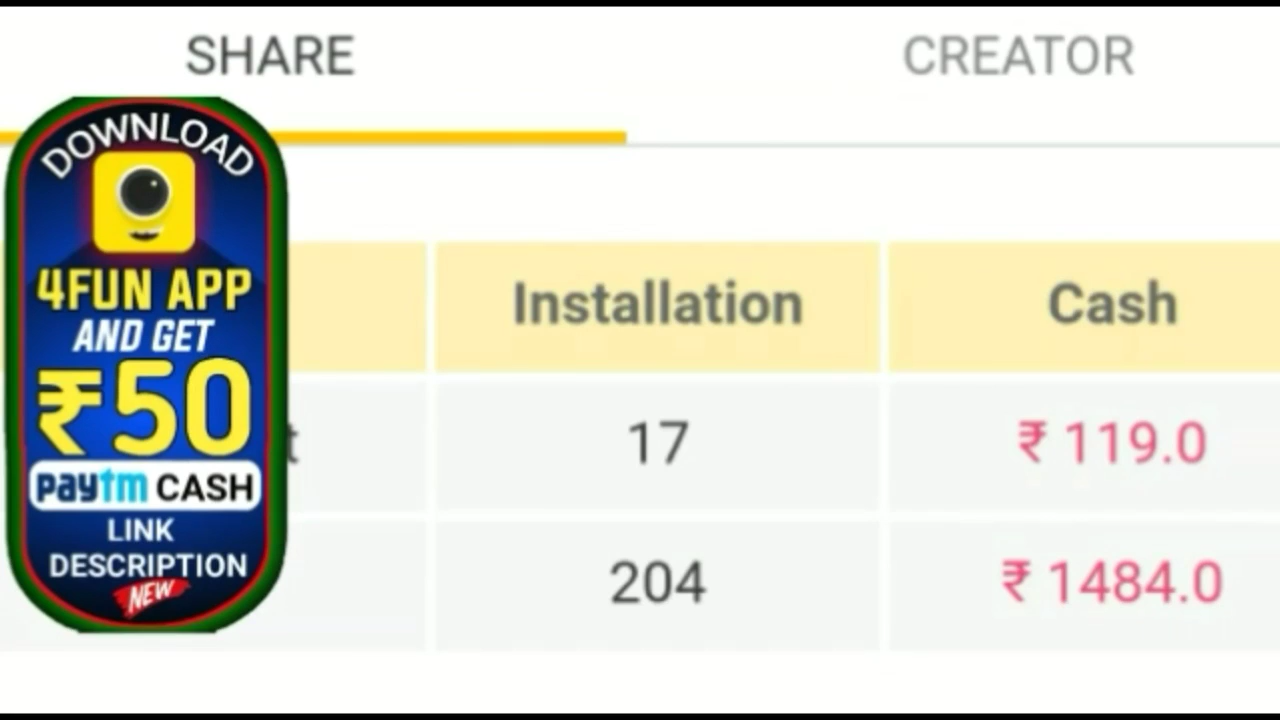 SHARE
CREATOR
DOWNLOAD
4FUN APP
AND GET
₹50
paytm CASH
LINK
DESCRIPTION
NEW
Installation
Cash
t
17
₹ 119.0
204
₹ 1484.0